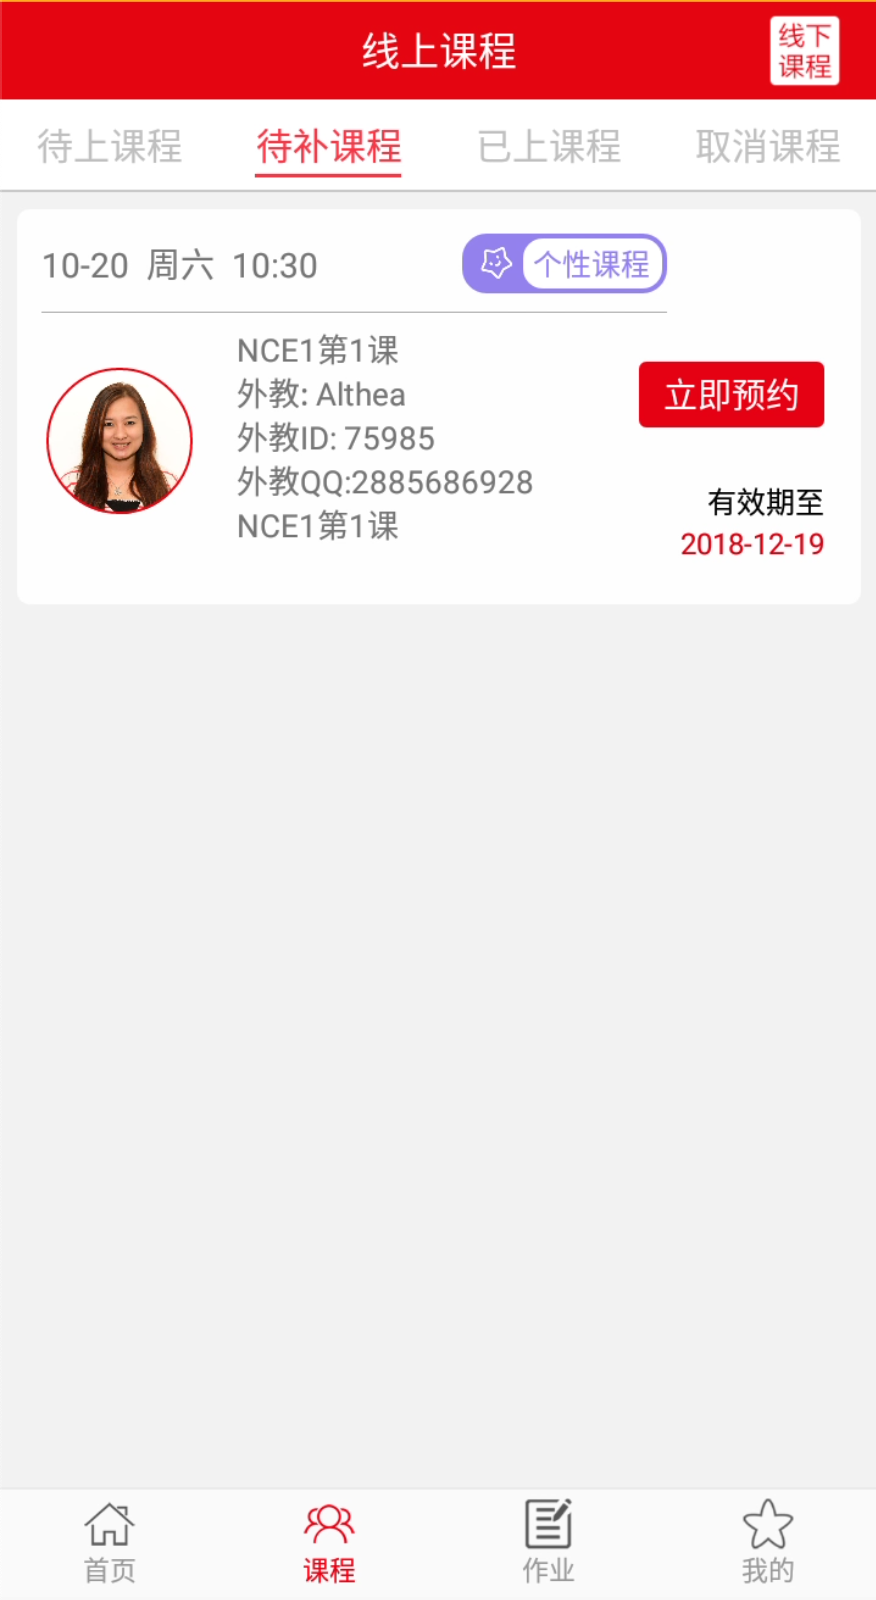 线上课程
线下
课程
待上课程 待补课程 已上课程 取消课程
10-20 周六 10:30 个性课程
NCE1第1课
外教: Althea
外教ID: 75985
外教QQ:2885686928
NCE1第1课
立即预约
有效期至
2018-12-19
首页 课程 作业 我的